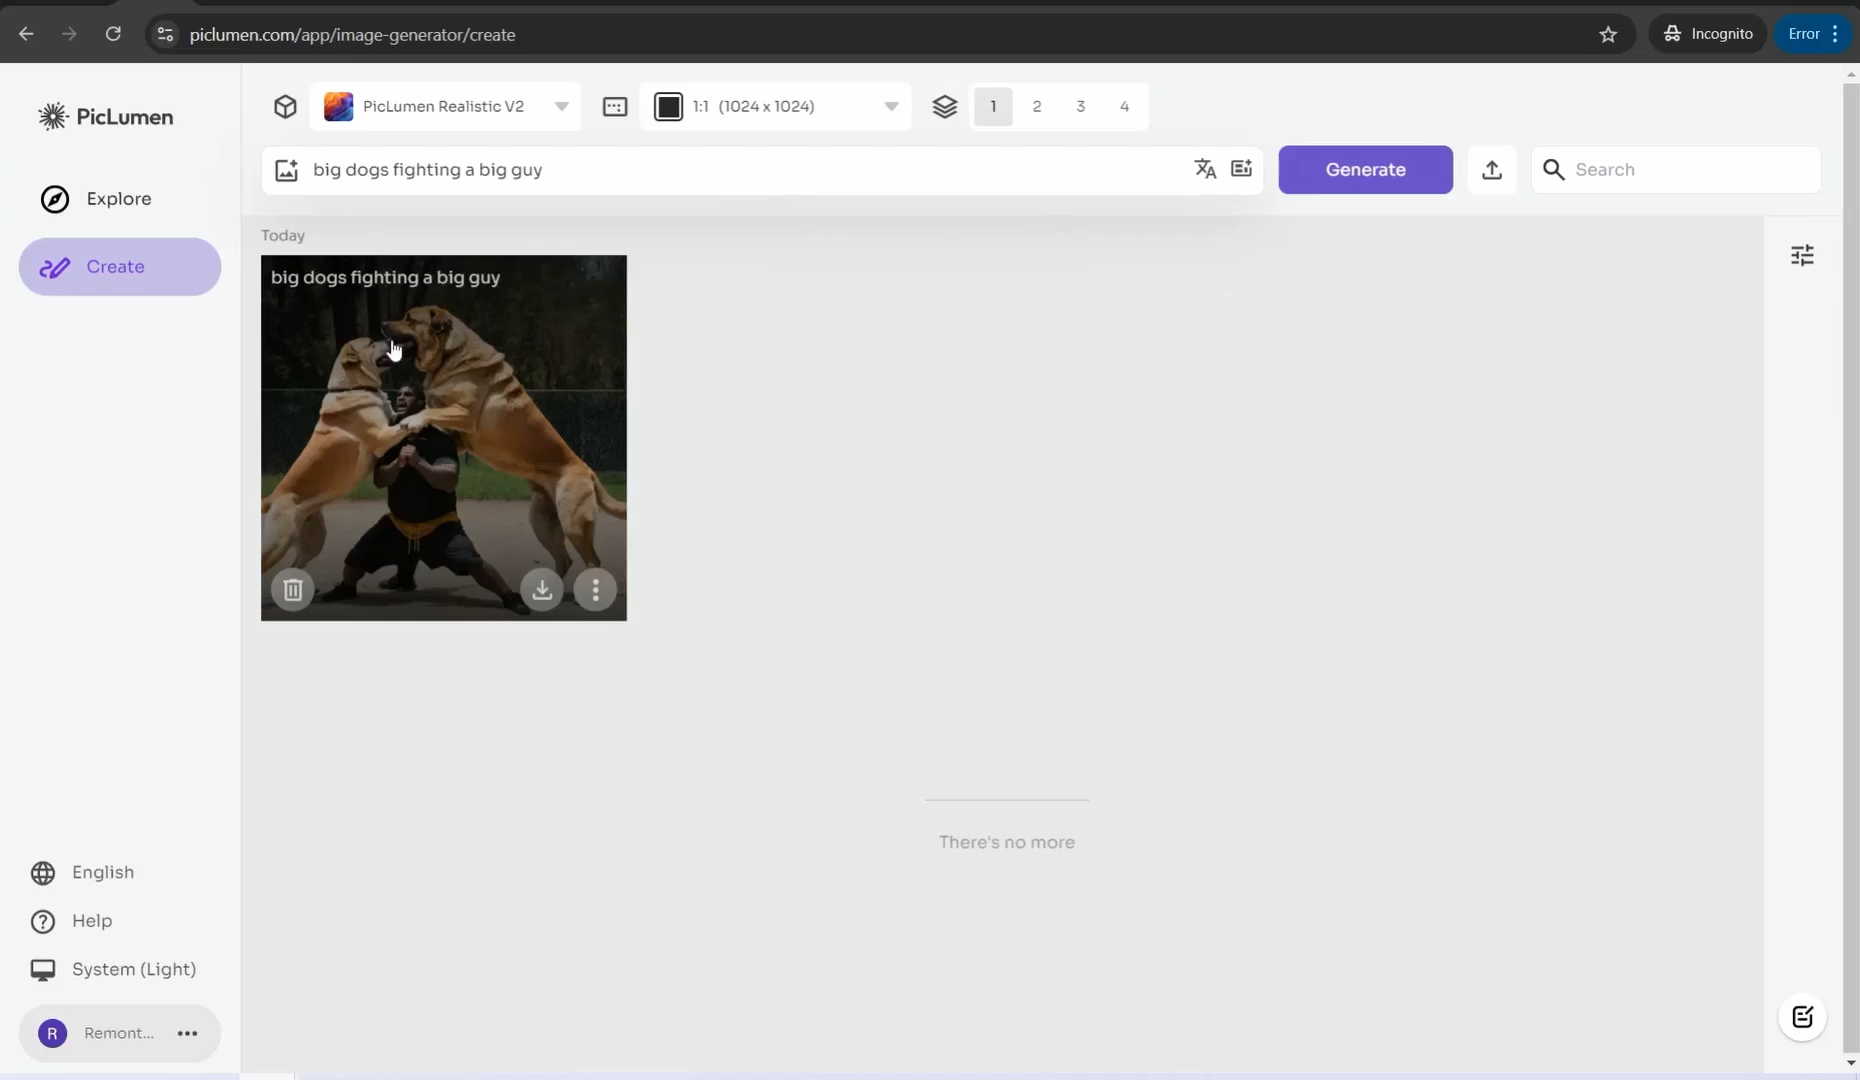 piclumen.com/app/image-generator/create
Incognito
Error
PicLumen
PicLumen Realistic V2
1:1 (1024 x 1024)
1 2 3 4
big dogs fighting a big guy
Generate
Search
Explore
Create
Today
big dogs fighting a big guy
There's no more
English
Help
System (Light)
R Remont...